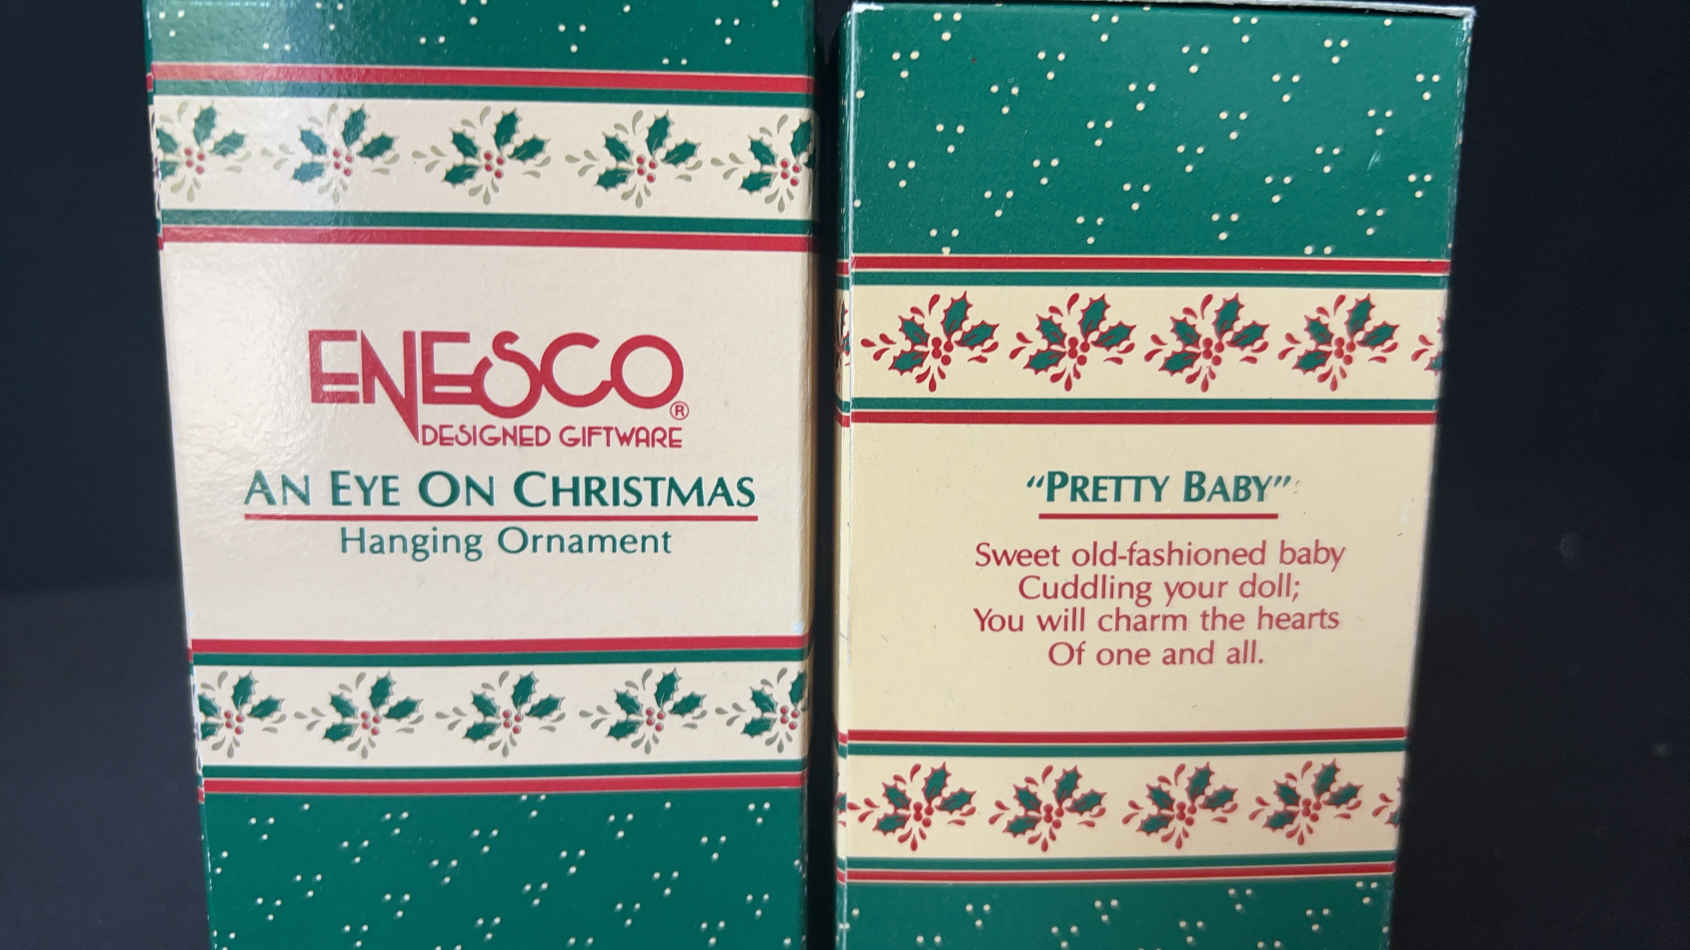 ENESCO®
DESIGNED GIFTWARE
AN EYE ON CHRISTMAS
Hanging Ornament
“PRETTY BABY”
Sweet old-fashioned baby
Cuddling your doll;
You will charm the hearts
Of one and all.